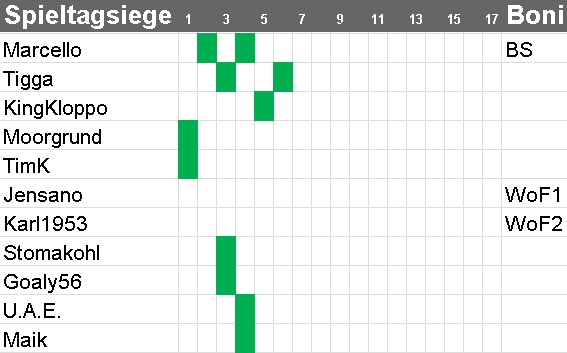 Spieltagsiege 1 3 5 7 9 11 13 15 17 Boni
Marcello BS
Tigga
KingKloppo
Moorgrund
TimK
Jensano WoF1
Karl1953 WoF2
Stomakohl
Goaly56
U.A.E.
Maik